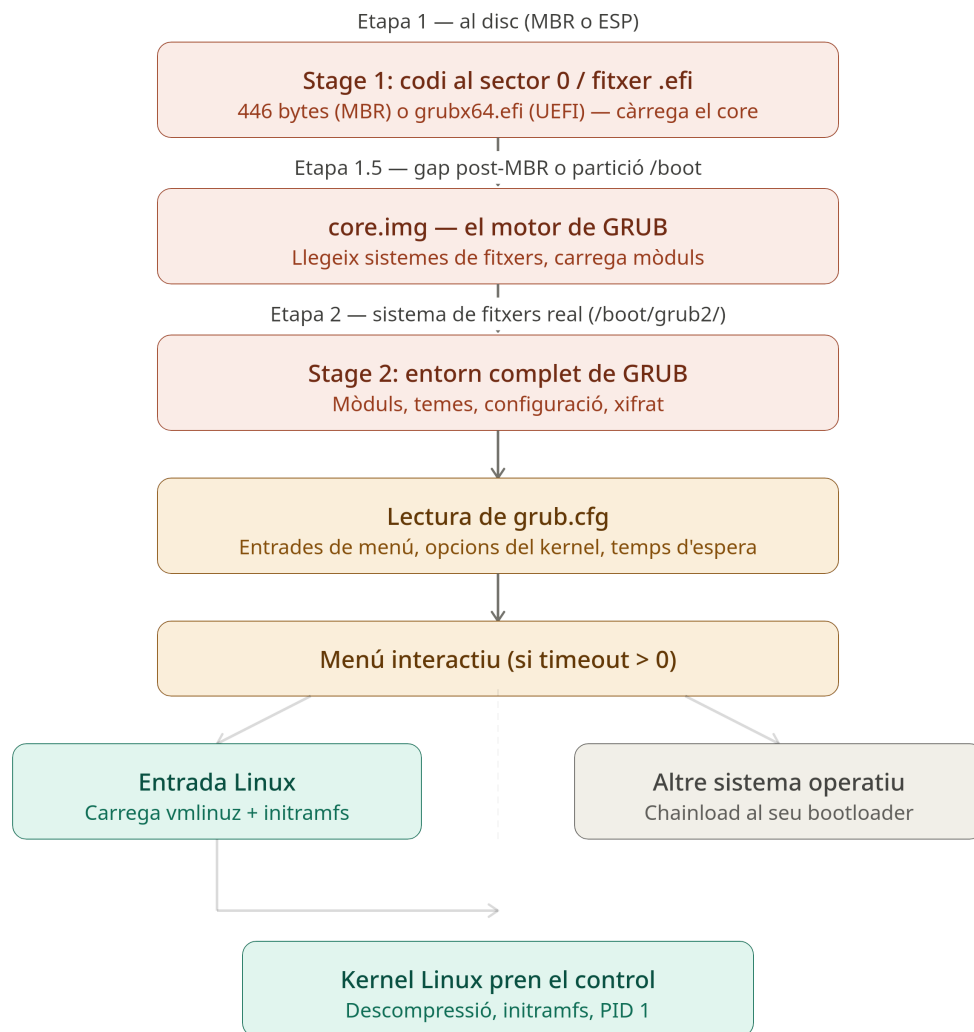 Etapa 1 — al disc (MBR o ESP)
Stage 1: codi al sector 0 / fitxer .efi
446 bytes (MBR) o grubx64.efi (UEFI) — càrrega el core
Etapa 1.5 — gap post-MBR o partició /boot
core.img — el motor de GRUB
Llegeix sistemes de fitxers, carrega mòduls
Etapa 2 — sistema de fitxers real (/boot/grub2/)
Stage 2: entorn complet de GRUB
Mòduls, temes, configuració, xifrat
Lectura de grub.cfg
Entrades de menú, opcions del kernel, temps d'espera
Menú interactiu (si timeout > 0)
Entrada Linux
Carrega vmlinuz + initramfs
Altre sistema operatiu
Chainload al seu bootloader
Kernel Linux pren el control
Descompressió, initramfs, PID 1